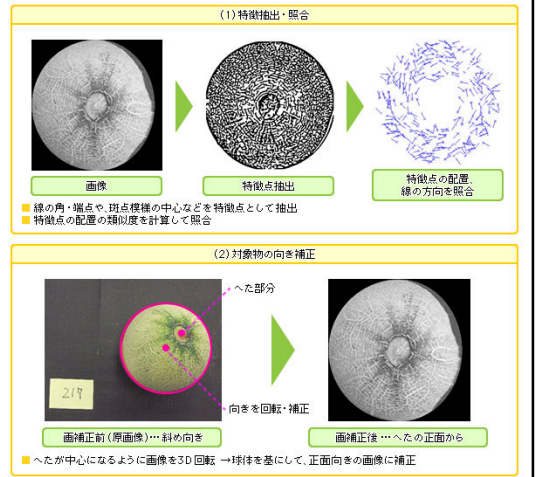 (1)特徴抽出・照合
画像
特徴点抽出
特徴点の配置、
線の方向を照合
線の角・端点や、斑点模様の中心などを特徴点として抽出
特徴点の配置の類似度を計算して照合
(2)対象物の向き補正
へた部分
217
向きを回転・補正
画補正前(原画像)…斜め向き
画補正後…へたの正面から
へたが中心になるように画像を3D回転 →球体を基にして、正面向きの画像に補正